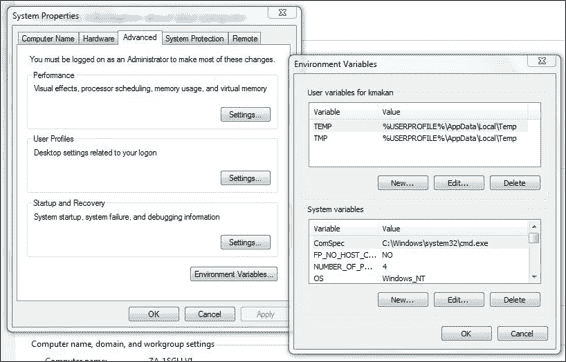 System Properties
Computer Name Hardware Advanced System Protection Remote
You must be logged on as an Administrator to make most of these changes.
Performance
Visual effects, processor scheduling, memory usage, and virtual memory
Settings...
User Profiles
Desktop settings related to your logon
Settings...
Startup and Recovery
System startup, system failure, and debugging information
Settings...
Environment Variables...
OK Cancel Apply
Computer name, domain, and workgroup settings
Computer name:
Environment Variables
User variables for kmakan
Variable Value
TEMP %USERPROFILE%\AppData\Local\Temp
TMP %USERPROFILE%\AppData\Local\Temp
New... Edit... Delete
System variables
Variable Value
ComSpec C:\Windows\system32\cmd.exe
FP_NO_HOST_C... NO
NUMBER_OF_P... 4
OS Windows_NT
New... Edit... Delete
OK Cancel